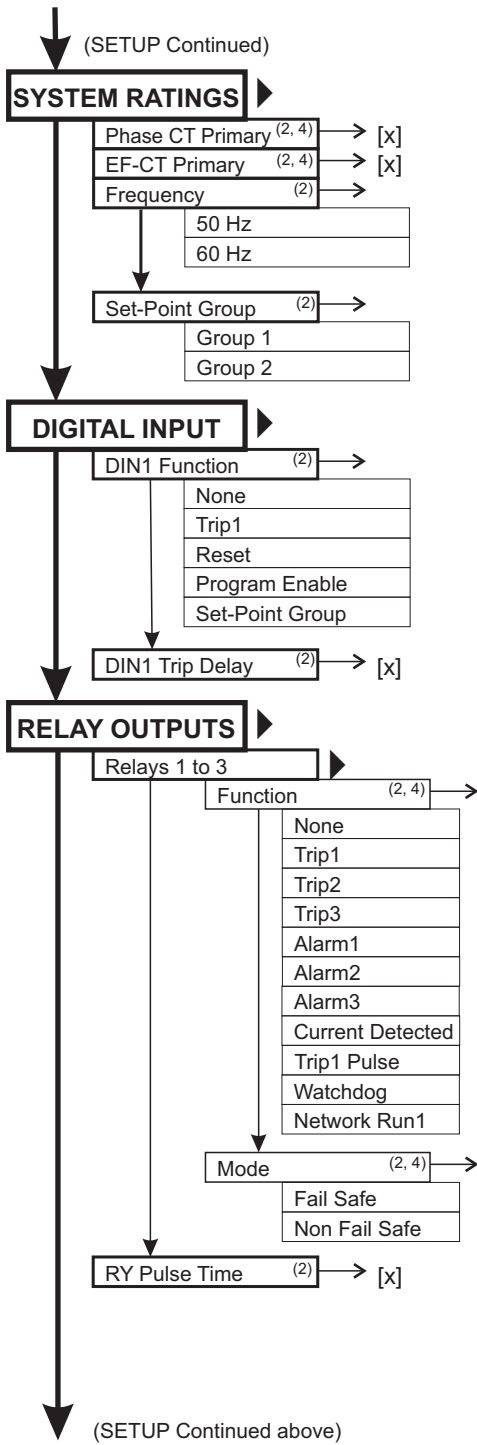 (SETUP Continued)
SYSTEM RATINGS
Phase CT Primary (2, 4) [x]
EF-CT Primary (2, 4) [x]
Frequency (2)
50 Hz
60 Hz
Set-Point Group (2)
Group 1
Group 2
DIGITAL INPUT
DIN1 Function (2)
None
Trip1
Reset
Program Enable
Set-Point Group
DIN1 Trip Delay (2) [x]
RELAY OUTPUTS
Relays 1 to 3
Function (2, 4)
None
Trip1
Trip2
Trip3
Alarm1
Alarm2
Alarm3
Current Detected
Trip1 Pulse
Watchdog
Network Run1
Mode (2, 4)
Fail Safe
Non Fail Safe
RY Pulse Time (2) [x]
(SETUP Continued above)